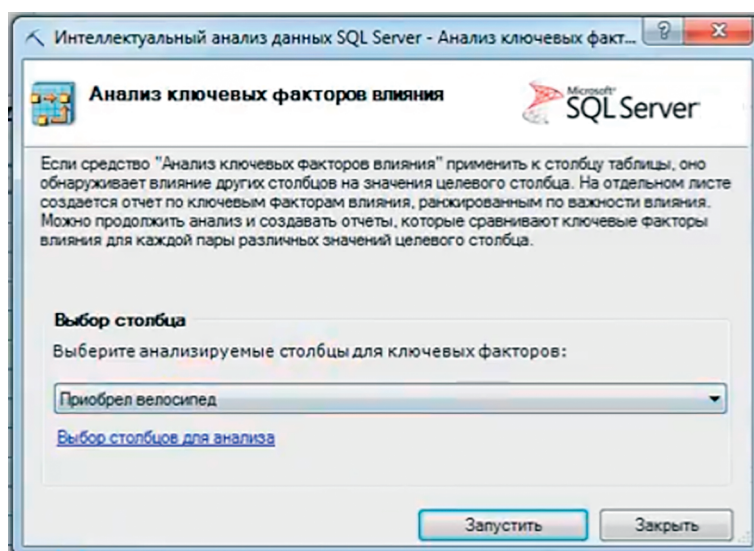 Интеллектуальный анализ данных SQL Server - Анализ ключевых факт...
?
Анализ ключевых факторов влияния
Microsoft
SQL Server
Если средство "Анализ ключевых факторов влияния" применить к столбцу таблицы, оно
обнаруживает влияние других столбцов на значения целевого столбца. На отдельном листе
создается отчет по ключевым факторам влияния, ранжированным по важности влияния.
Можно продолжить анализ и создавать отчеты, которые сравнивают ключевые факторы
влияния для каждой пары различных значений целевого столбца.
Выбор столбца
Выберите анализируемые столбцы для ключевых факторов:
Приобрел велосипед
Выбор столбцов для анализа
Запустить
Закрыть